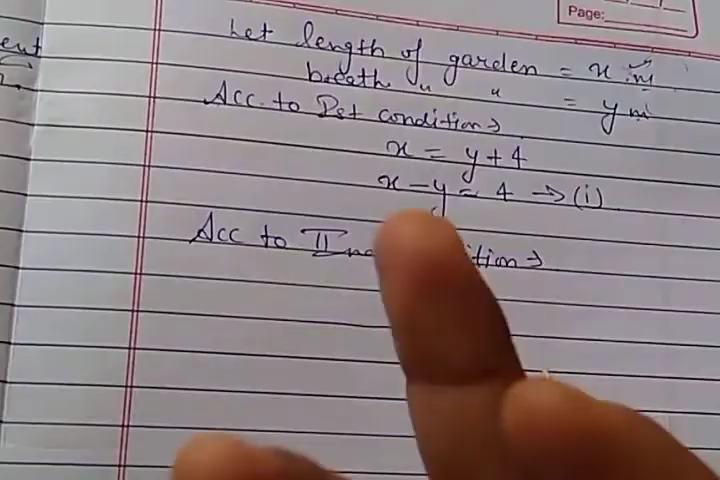 Page:
Let length of garden = x m
breath " " = y m
Acc. to Ist condition→
x = y + 4
x - y = 4 → (i)
Acc to II